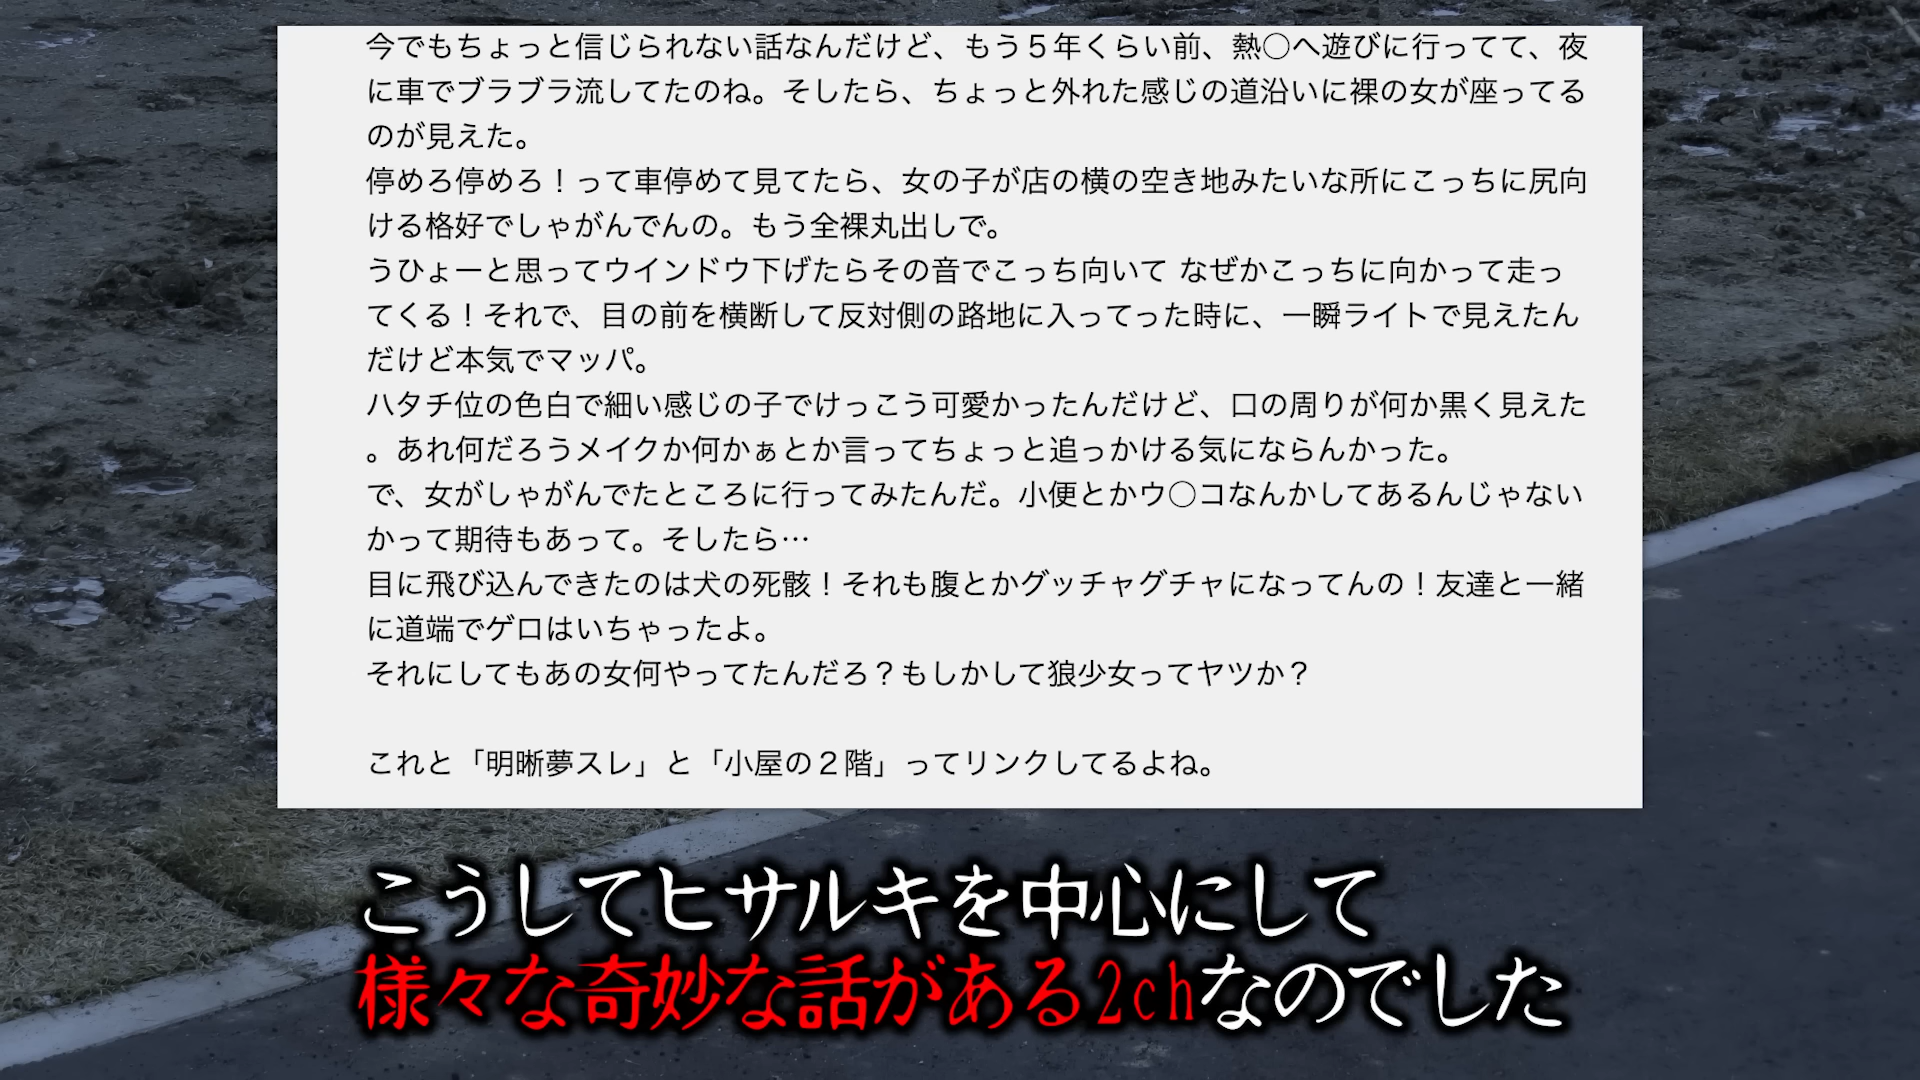 今でもちょっと信じられない話なんだけど、もう５年くらい前、熱○へ遊びに行ってて、夜
に車でブラブラ流してたのね。そしたら、ちょっと外れた感じの道沿いに裸の女が座ってる
のが見えた。
停めろ停めろ！って車停めて見てたら、女の子が店の横の空き地みたいな所にこっちに尻向
ける格好でしゃがんでんの。もう全裸丸出しで。
うひょーと思ってウインドウ下げたらその音でこっち向いて なぜかこっちに向かって走っ
てくる！それで、目の前を横断して反対側の路地に入ってった時に、一瞬ライトで見えたん
だけど本気でマッパ。
ハタチ位の色白で細い感じの子でけっこう可愛かったんだけど、口の周りが何か黒く見えた
。あれ何だろうメイクか何かぁとか言ってちょっと追っかける気にならんかった。
で、女がしゃがんでたところに行ってみたんだ。小便とかウ○コなんかしてあるんじゃない
かって期待もあって。そしたら…
目に飛び込んできたのは犬の死骸！それも腹とかグッチャグチャになってんの！友達と一緒
に道端でゲロはいちゃったよ。
それにしてもあの女何やってたんだろ？もしかして狼少女ってヤツか？
これと「明晰夢スレ」と「小屋の２階」ってリンクしてるよね。
こうしてヒサルキを中心にして
様々な奇妙な話がある2chなのでした